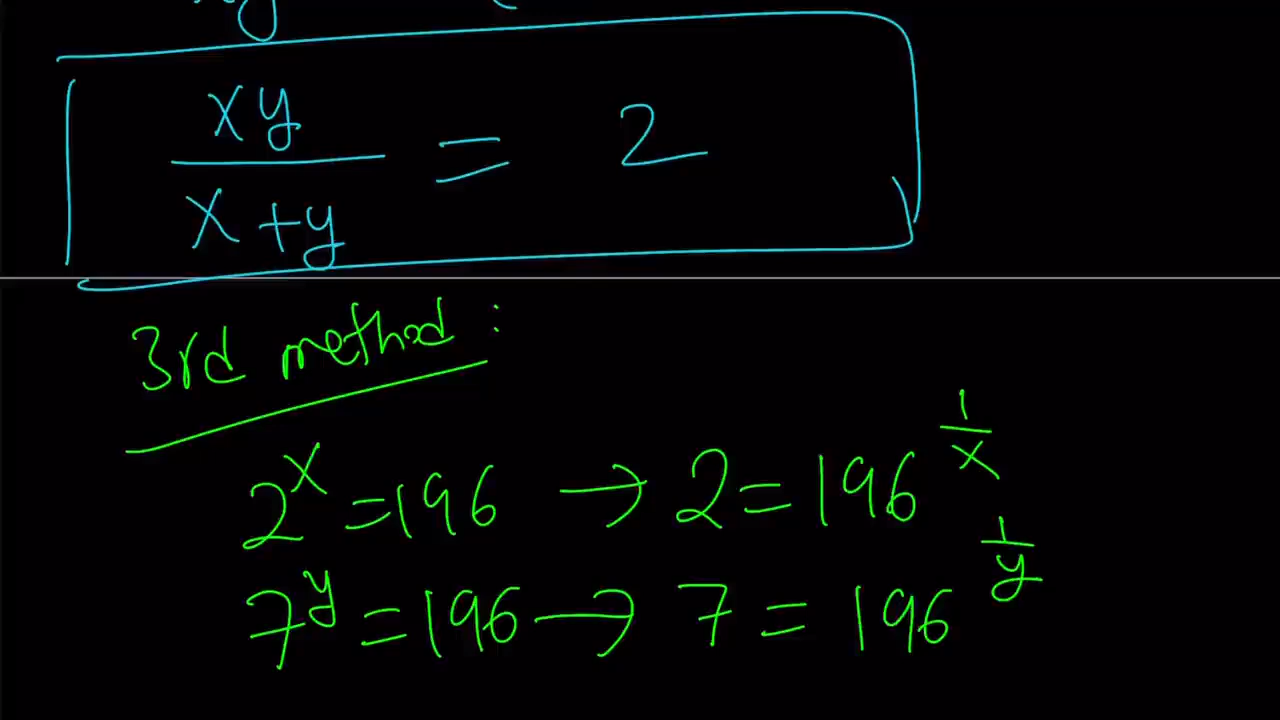 xy / x+y = 2
3rd method:
2^x = 196 → 2 = 196^(1/x)
7^y = 196 → 7 = 196^(1/y)